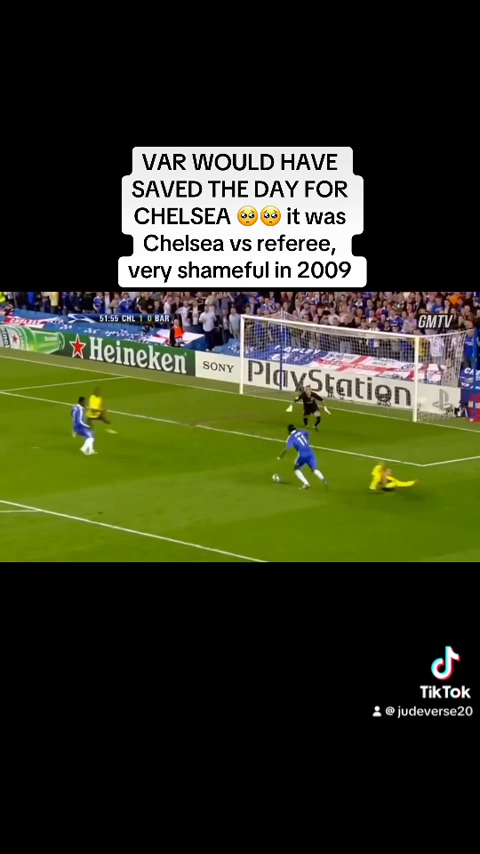 VAR WOULD HAVE
SAVED THE DAY FOR
CHELSEA 🥺🥺 it was
Chelsea vs referee,
very shameful in 2009
51:55 CHL 1 0 BAR
GMTV
Heineken
SONY
PlayStation
11
TikTok
@judeverse20